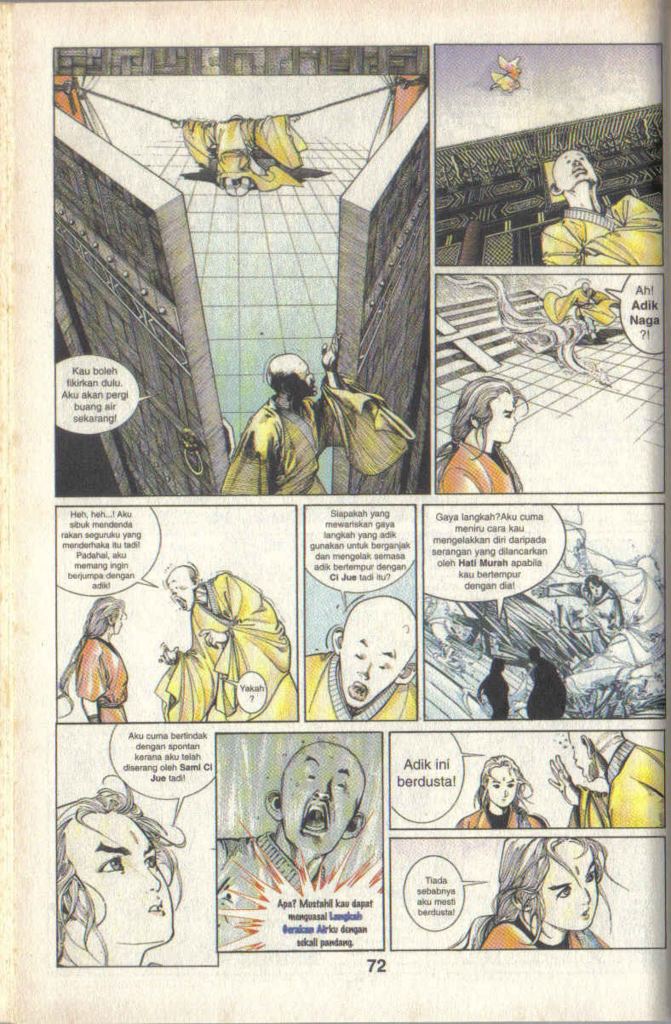 Kau boleh
fikirkan dulu.
Aku akan pergi
buang air
sekarang!
Ah!
Adik
Naga
?!
Heh, heh...! Aku
sibuk mendenda
rakan seguruku yang
menderhaka itu tadi!
Padahal, aku
memang ingin
berjumpa dengan
adik!
Yakah
?
Siapakah yang
mewariskan gaya
langkah yang adik
gunakan untuk berganjak
dan mengelak semasa
adik bertempur dengan
Ci Jue tadi itu?
Gaya langkah?Aku cuma
meniru cara kau
mengelakkan diri daripada
serangan yang dilancarkan
oleh Hati Murah apabila
kau bertempur
dengan dia!
Aku cuma bertindak
dengan spontan
kerana aku telah
diserang oleh Sami Ci
Jue tadi!
Apa? Mustahil kau dapat
menguasai Langkah
Gerakan Airku dengan
sekali pandang.
Adik ini
berdusta!
Tiada
sebabnya
aku mesti
berdusta!
72